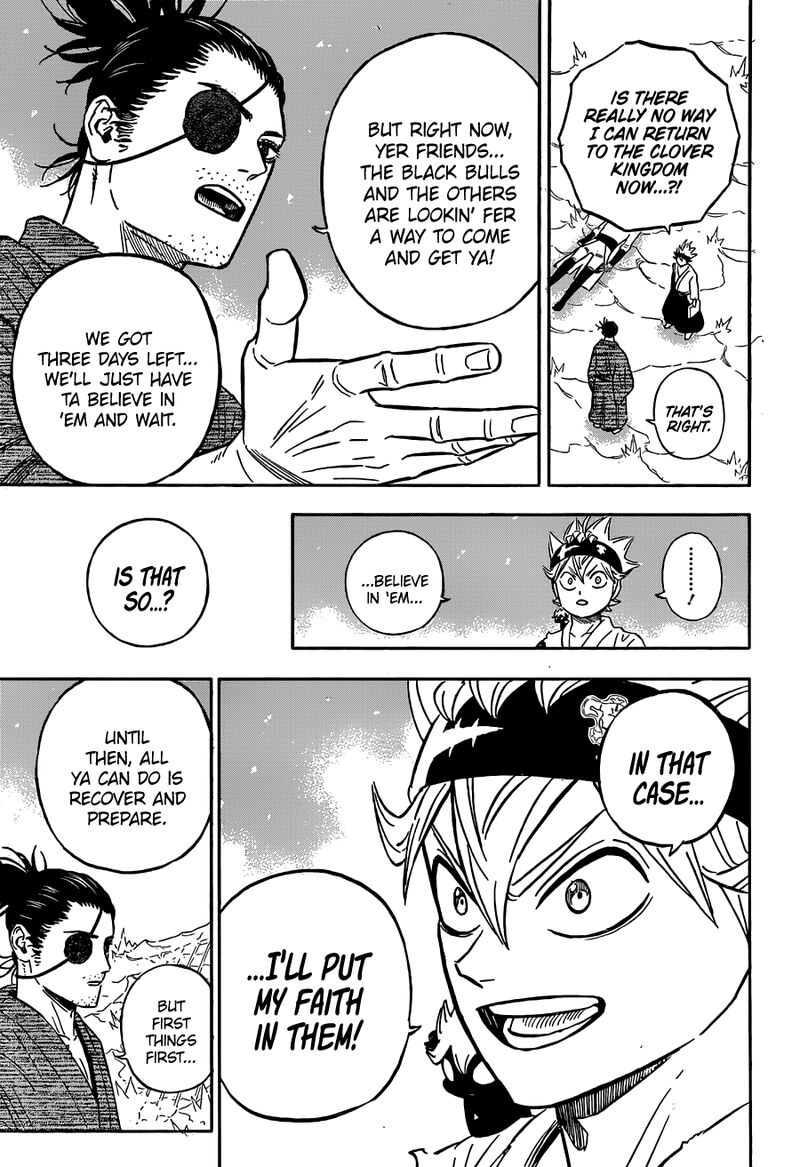 IS THERE
REALLY NO WAY
I CAN RETURN
TO THE CLOVER
KINGDOM
NOW...?!
THAT'S
RIGHT.
BUT RIGHT NOW,
YER FRIENDS...
THE BLACK BULLS
AND THE OTHERS
ARE LOOKIN' FER
A WAY TO COME
AND GET YA!
WE GOT
THREE DAYS LEFT...
WE'LL JUST HAVE
TA BELIEVE IN
'EM AND WAIT.
.........!
...BELIEVE
IN 'EM...
IS THAT
SO...?
IN THAT
CASE...
...I'LL PUT
MY FAITH
IN THEM!
UNTIL
THEN, ALL
YA CAN DO IS
RECOVER AND
PREPARE.
BUT
FIRST
THINGS
FIRST...